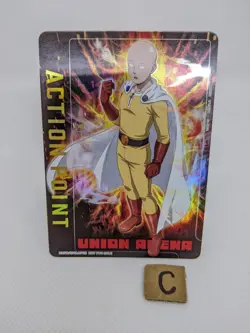 ACTION POINT
UNION ARENA
C